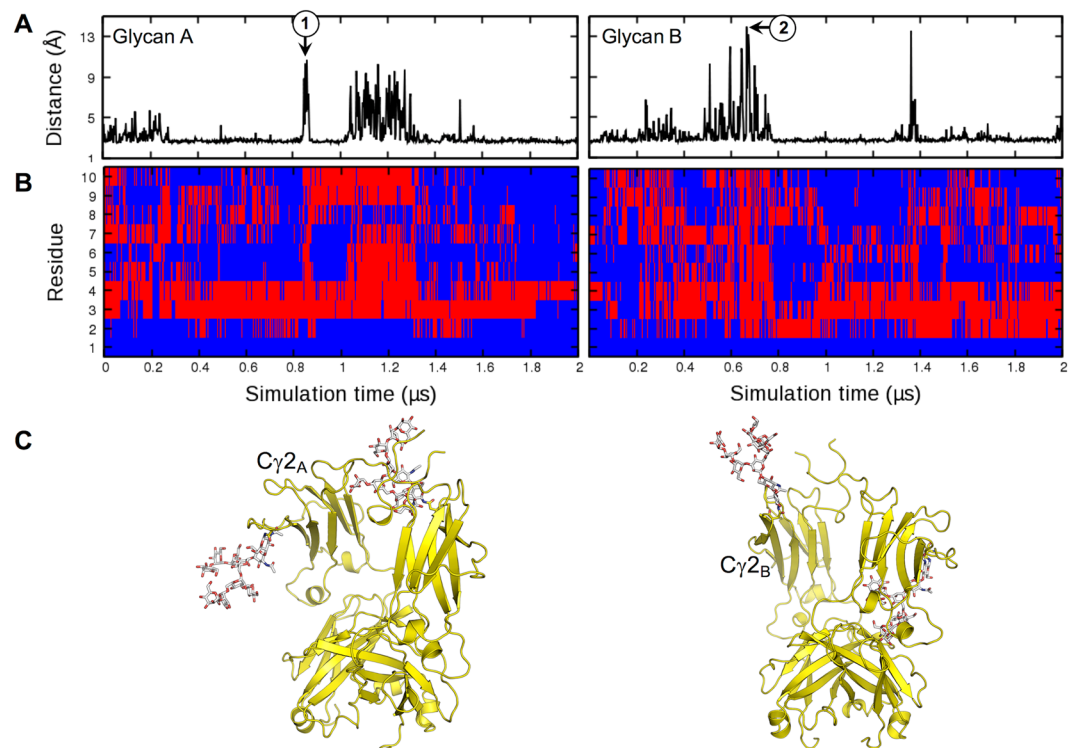 A
Distance (Å)
13
9
5
1
Glycan A
1
Glycan B
2
B
Residue
10
9
8
7
6
5
4
3
2
1
0 0.2 0.4 0.6 0.8 1 1.2 1.4 1.6 1.8 2
0 0.2 0.4 0.6 0.8 1 1.2 1.4 1.6 1.8 2
Simulation time (µs)
Simulation time (µs)
C
Cγ2A
Cγ2B